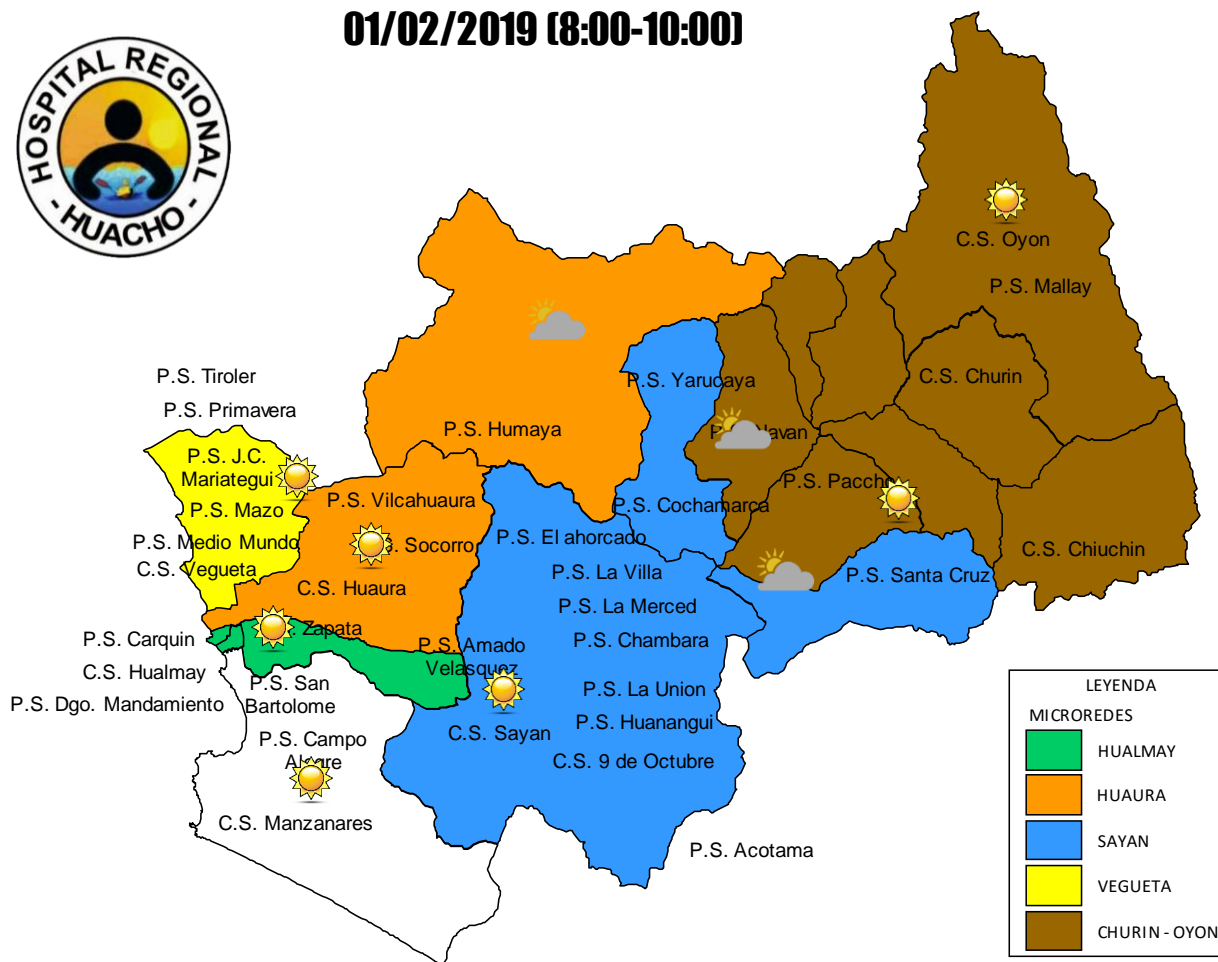 01/02/2019 (8:00-10:00)
HOSPITAL REGIONAL
- HUACHO -
C.S. Oyon
P.S. Mallay
P.S. Tiroler
P.S. Yarucaya
C.S. Churin
P.S. Primavera
P.S. Humaya
P.S. J.C.
Mariategui
P.S. Paccho
P.S. Vilcahuaura
P.S. Mazo
P.S. Cochamarca
P.S. Medio Mundo
Socorro
P.S. El ahorcado
C.S. Chiuchin
C.S. Vegueta
P.S. La Villa
P.S. Santa Cruz
C.S. Huaura
P.S. La Merced
P.S. Carquin
Zapata
P.S. Amado
Velasquez
P.S. Chambara
C.S. Hualmay
P.S. San
Bartolome
P.S. La Union
P.S. Dgo. Mandamiento
P.S. Huanangui
P.S. Campo
Alegre
C.S. Sayan
C.S. 9 de Octubre
C.S. Manzanares
P.S. Acotama
LEYENDA
MICROREDES
HUALMAY
HUAURA
SAYAN
VEGUETA
CHURIN - OYON